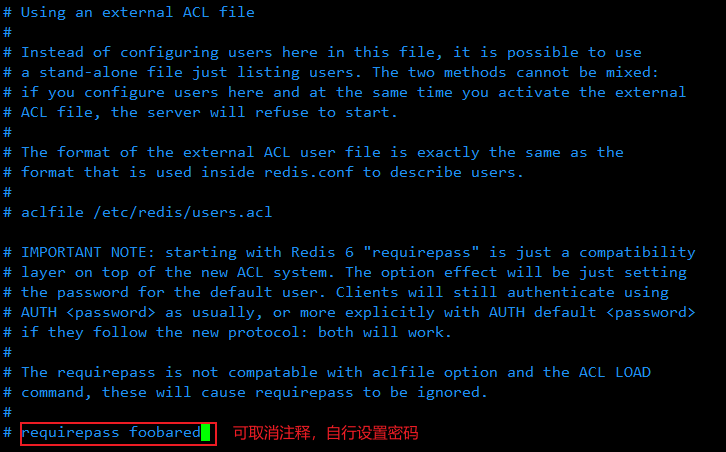 # Using an external ACL file
#
# Instead of configuring users here in this file, it is possible to use
# a stand-alone file just listing users. The two methods cannot be mixed:
# if you configure users here and at the same time you activate the external
# ACL file, the server will refuse to start.
#
# The format of the external ACL user file is exactly the same as the
# format that is used inside redis.conf to describe users.
#
# aclfile /etc/redis/users.acl
# IMPORTANT NOTE: starting with Redis 6 "requirepass" is just a compatibility
# layer on top of the new ACL system. The option effect will be just setting
# the password for the default user. Clients will still authenticate using
# AUTH <password> as usually, or more explicitly with AUTH default <password>
# if they follow the new protocol: both will work.
#
# The requirepass is not compatable with aclfile option and the ACL LOAD
# command, these will cause requirepass to be ignored.
#
# requirepass foobared 可取消注释，自行设置密码